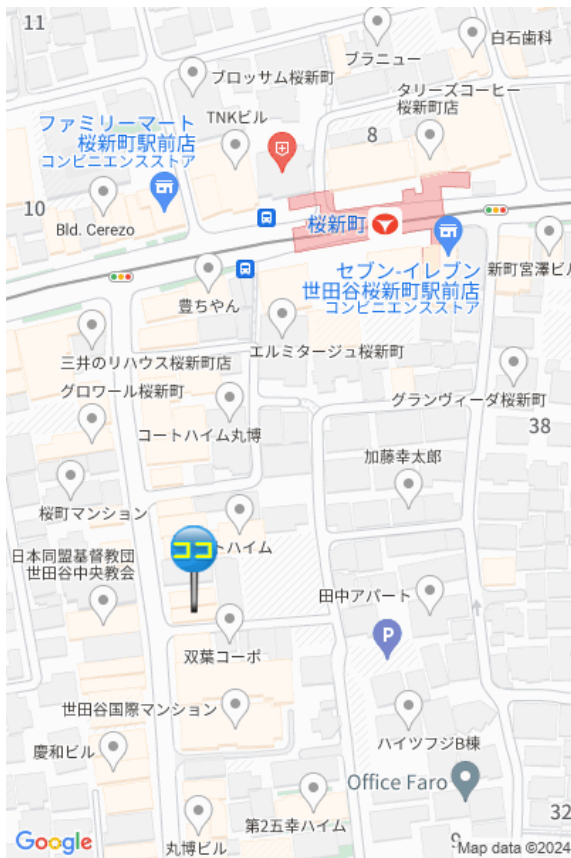 11
ブラニュー
白石歯科
ブロッサム桜新町
タリーズコーヒー
桜新町店
TNKビル
ファミリーマート
桜新町駅前店
コンビニエンスストア
8
10
Bld. Cerezo
桜新町
セブン-イレブン
世田谷桜新町駅前店
コンビニエンスストア
新町宮澤ビル
豊ちゃん
エルミタージュ桜新町
三井のリハウス桜新町店
グロワール桜新町
グランヴィーダ桜新町
38
コートハイム丸博
加藤幸太郎
桜町マンション
ココ
トハイム
日本同盟基督教団
世田谷中央教会
田中アパート
P
双葉コーポ
世田谷国際マンション
慶和ビル
ハイツフジB棟
Office Faro
第2五幸ハイム
32
丸博ビル
9
Google
Map data ©2024